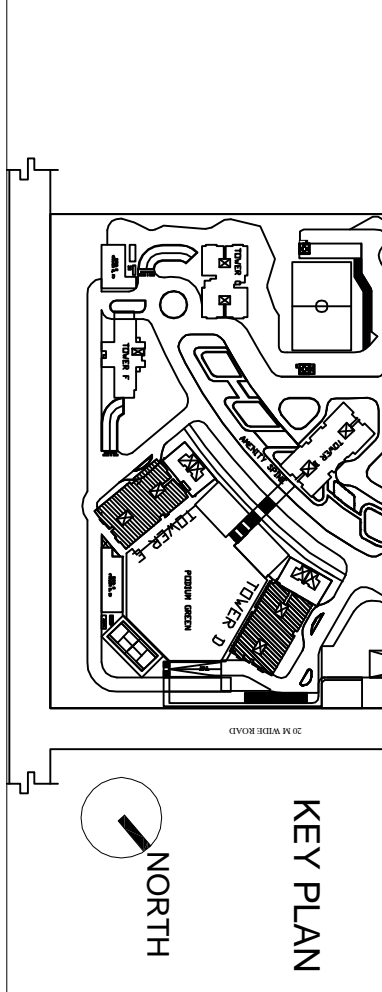 TOWER G
TOWER F
TOWER
AMENITY SPINE
TOWER E
PODIUM GREEN
TOWER D
20 M WIDE ROAD
NORTH
KEY PLAN